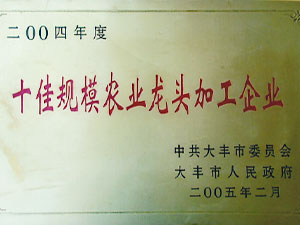 二00四年度
十佳规模农业龙头加工企业
中共大丰市委员会
大丰市人民政府
二00五年二月